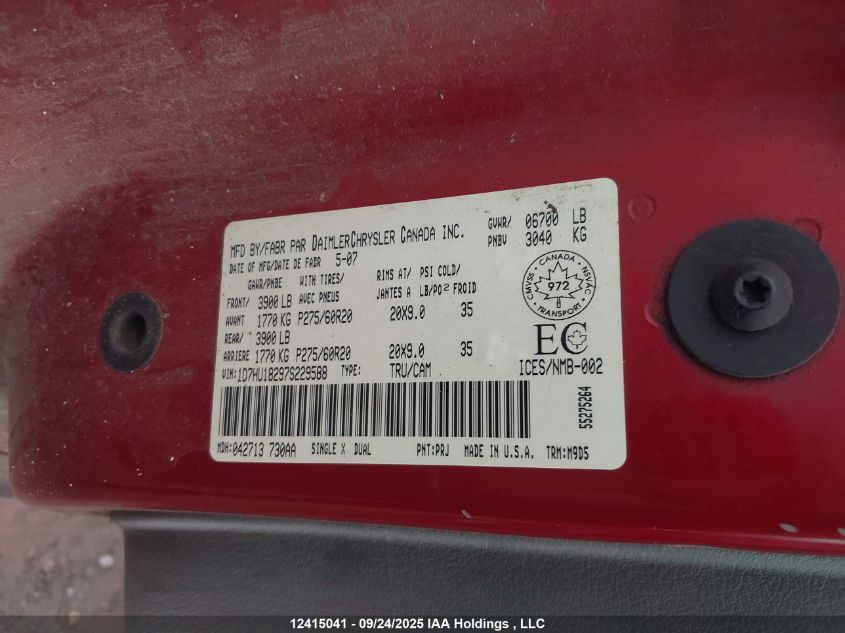 MFD BY/FABR PAR DAIMLERCHRYSLER CANADA INC.
GVWR/ 06700 LB
PNBV 3040 KG
DATE OF MFG/DATE DE FABR 5-07
GAWR/PNBE WITH TIRES/ RIMS AT/ PSI COLD/
FRONT/ 3900 LB AVEC PNEUS JANTES A LB/PO² FROID
AVANT 1770 KG P275/60R20 20X9.0 35
REAR/ 3900 LB
ARRIERE 1770 KG P275/60R20 20X9.0 35
CANADA
CMVSS NSVAC
972
TRANSPORT
EC
ICES/NMB-002
VIN: 1D7HU18297S229588 TYPE: TRU/CAM
55275264
MDH: 042713 730AA SINGLE X DUAL PNT: PRJ MADE IN U.S.A. TRM: M9D5
12415041 - 09/24/2025 IAA Holdings , LLC